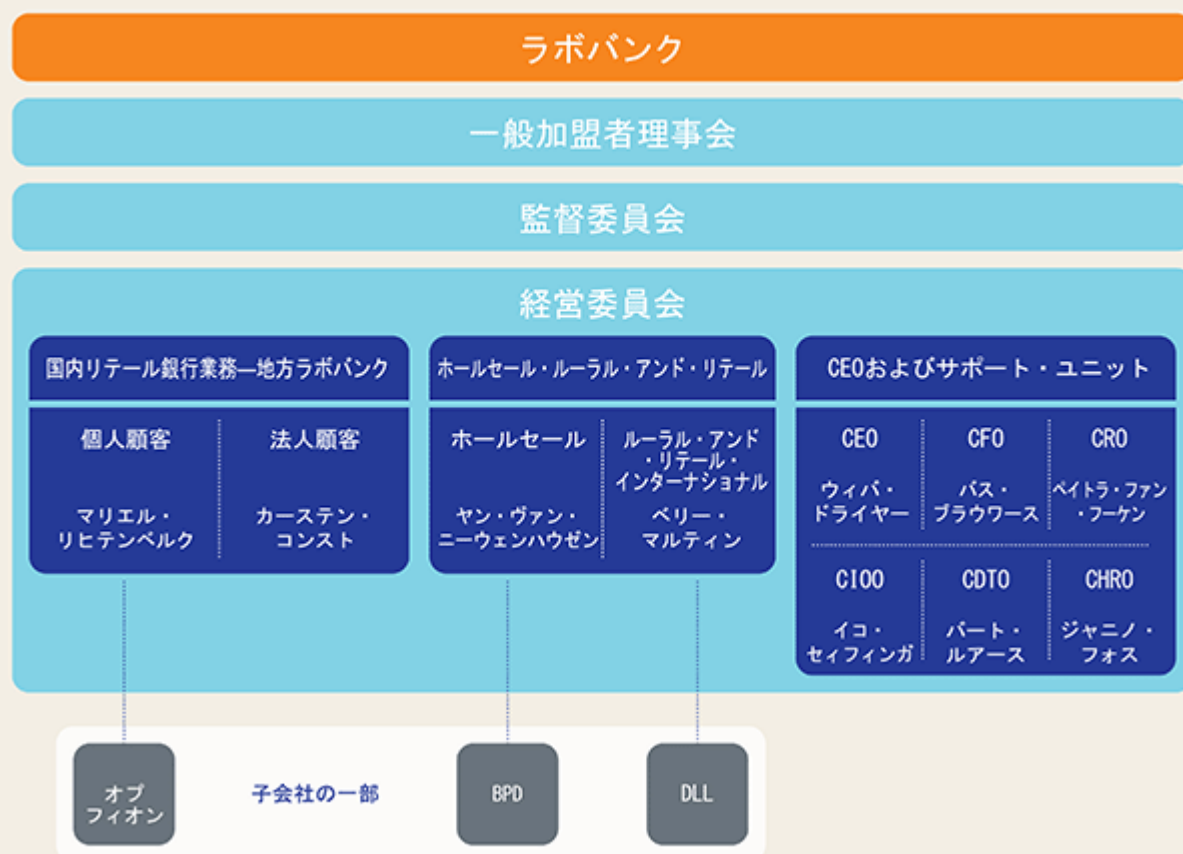 ラボバンク
一般加盟者理事会
監督委員会
経営委員会
国内リテール銀行業務―地方ラボバンク
個人顧客
マリエル・
リヒテンベルク
法人顧客
カーステン・
コンスト
ホールセール・ルーラル・アンド・リテール
ホールセール
ヤン・ヴァン・
ニーウェンハウゼン
ルーラル・アンド
・リテール・
インターナショナル
ベリー・
マルティン
CEOおよびサポート・ユニット
CEO
ウィバ・
ドライヤー
CFO
バス・
ブラウワース
CRO
ペイトラ・ファン
・フーケン
CIOO
イコ・
セィフィンガ
CDTO
バート・
ルアース
CHRO
ジャニノ・
フォス
オブ
フィオン
子会社の一部
BPD
DLL